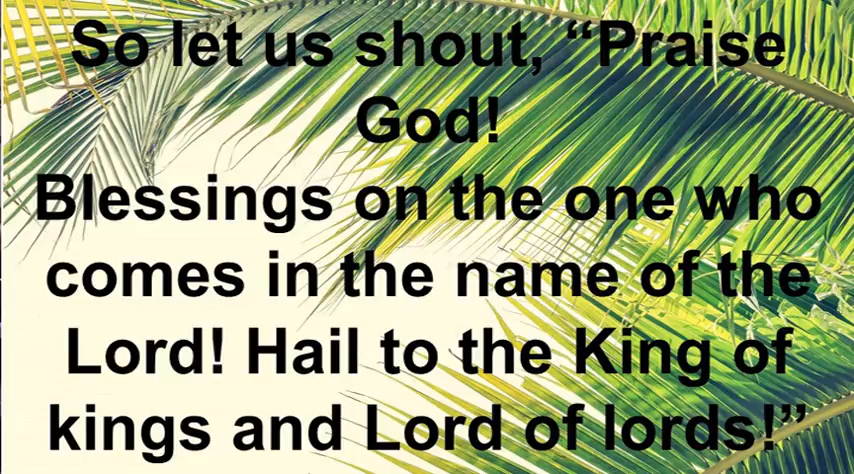 So let us shout, “Praise
God!
Blessings on the one who
comes in the name of the
Lord! Hail to the King of
kings and Lord of lords!”